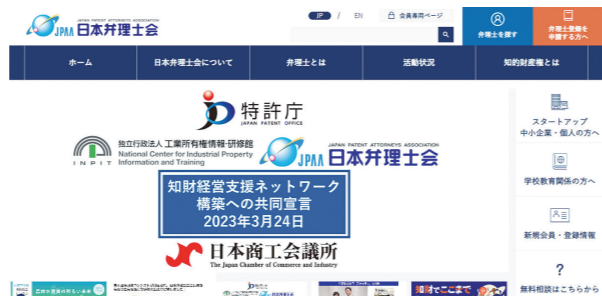 JPAA
JAPAN PATENT ATTORNEYS ASSOCIATION
日本弁理士会
JP / EN
会員専用ページ
弁理士を探す
弁理士登録を
申請する方へ
ホーム
日本弁理士会について
弁理士とは
活動状況
知的財産権とは
特許庁
JAPAN PATENT OFFICE
INPIT
独立行政法人 工業所有権情報・研修館
National Center for Industrial Property
Information and Training
JPAA
JAPAN PATENT ATTORNEYS ASSOCIATION
日本弁理士会
知財経営支援ネットワーク
構築への共同宣言
2023年3月24日
日本商工会議所
The Japan Chamber of Commerce and Industry
スタートアップ
中小企業・個人の方へ
学校教育関係の方へ
新規会員・登録情報
?
無料相談はこちらから
知財でここまで